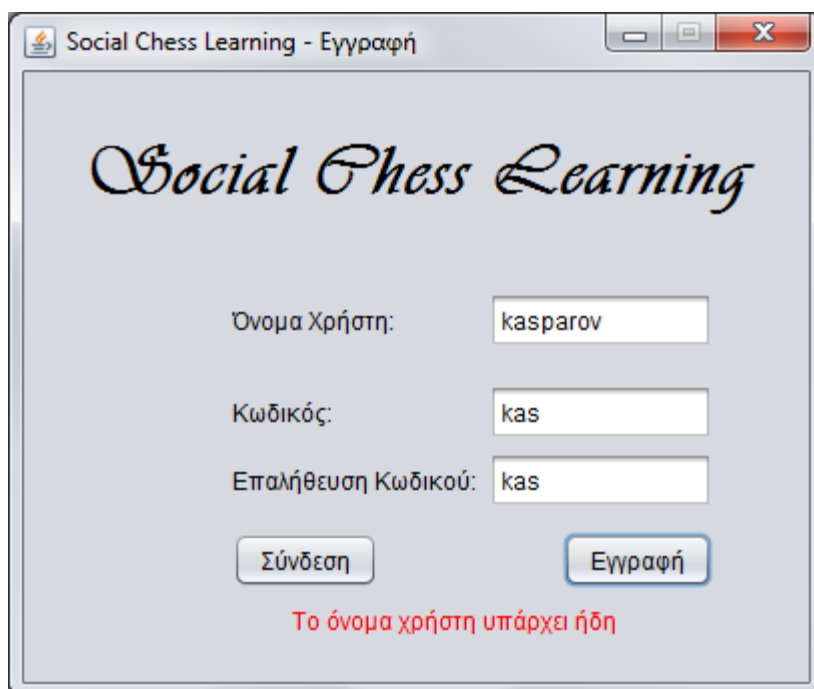 Social Chess Learning - Εγγραφή
Social Chess Learning
Όνομα Χρήστη: kasparov
Κωδικός: kas
Επαλήθευση Κωδικού: kas
Σύνδεση Εγγραφή
Το όνομα χρήστη υπάρχει ήδη